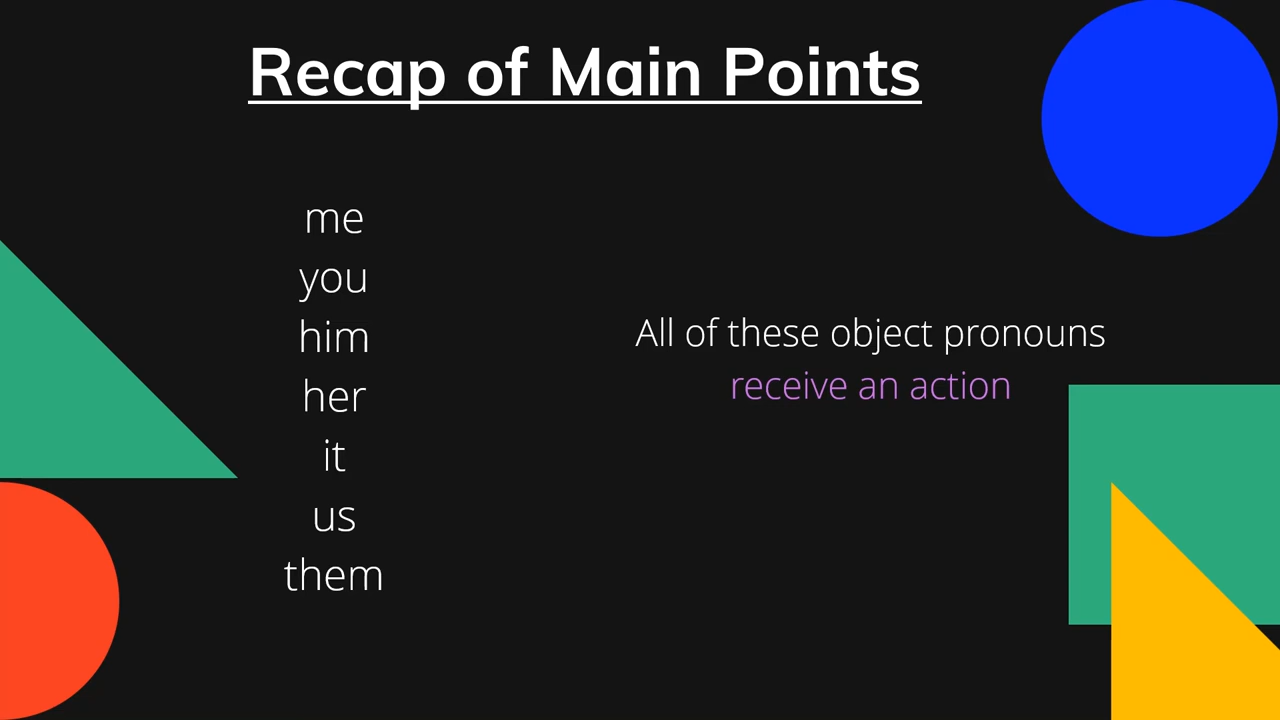 Recap of Main Points
me
you
him
her
it
us
them
All of these object pronouns
receive an action